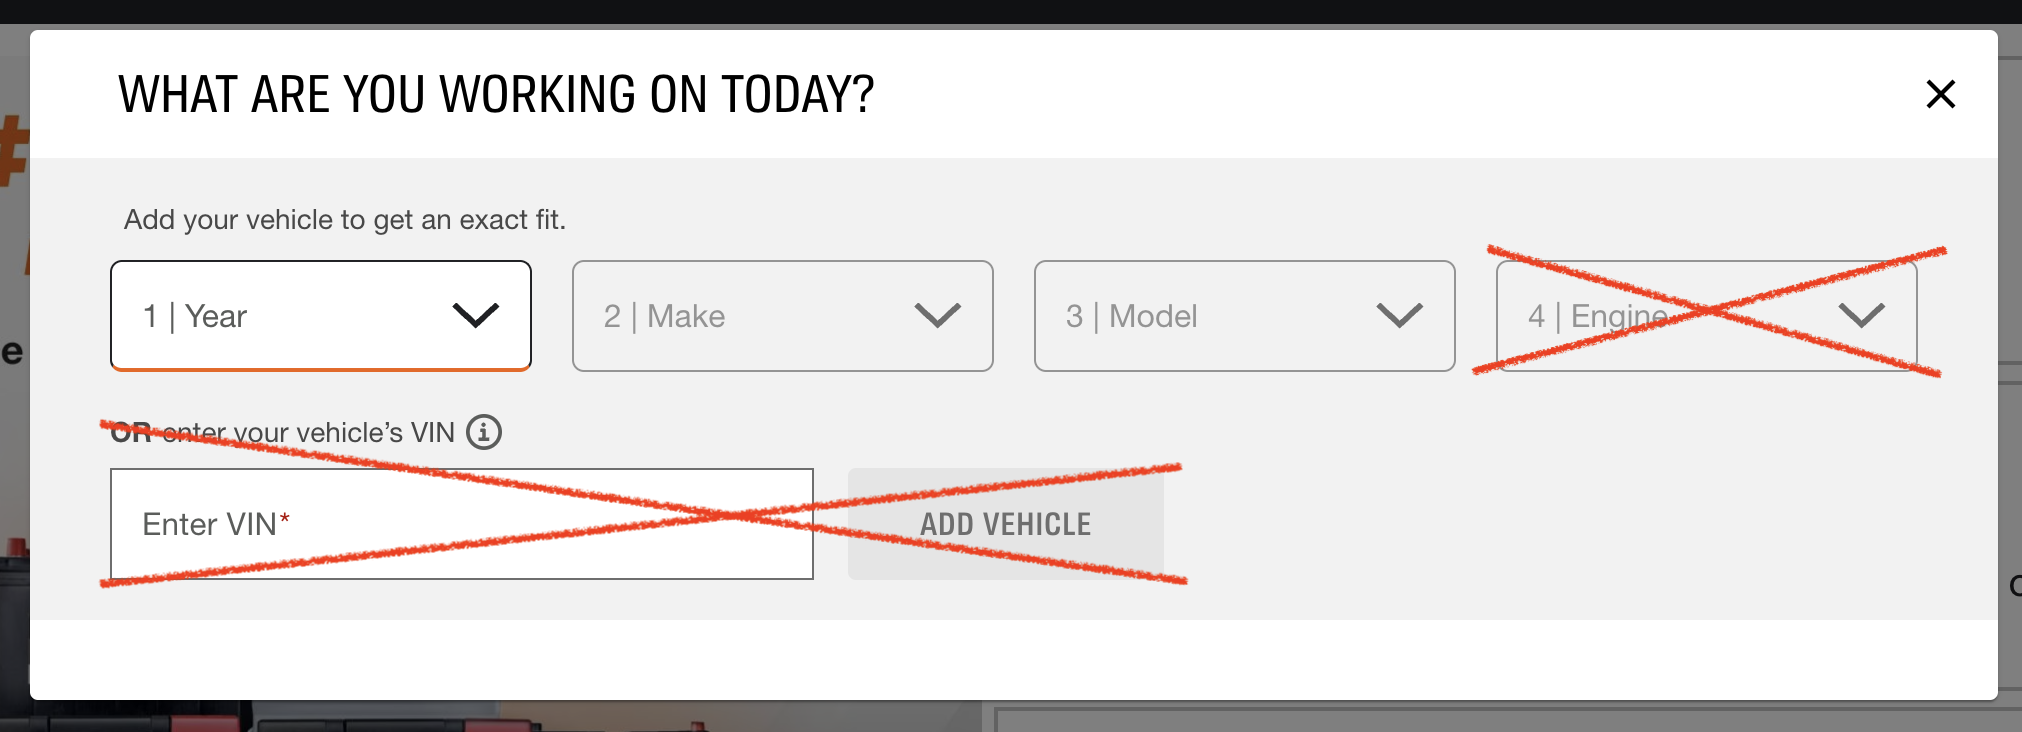 WHAT ARE YOU WORKING ON TODAY?
Add your vehicle to get an exact fit.
1 | Year
2 | Make
3 | Model
4 | Engine
OR enter your vehicle’s VIN
Enter VIN*
ADD VEHICLE